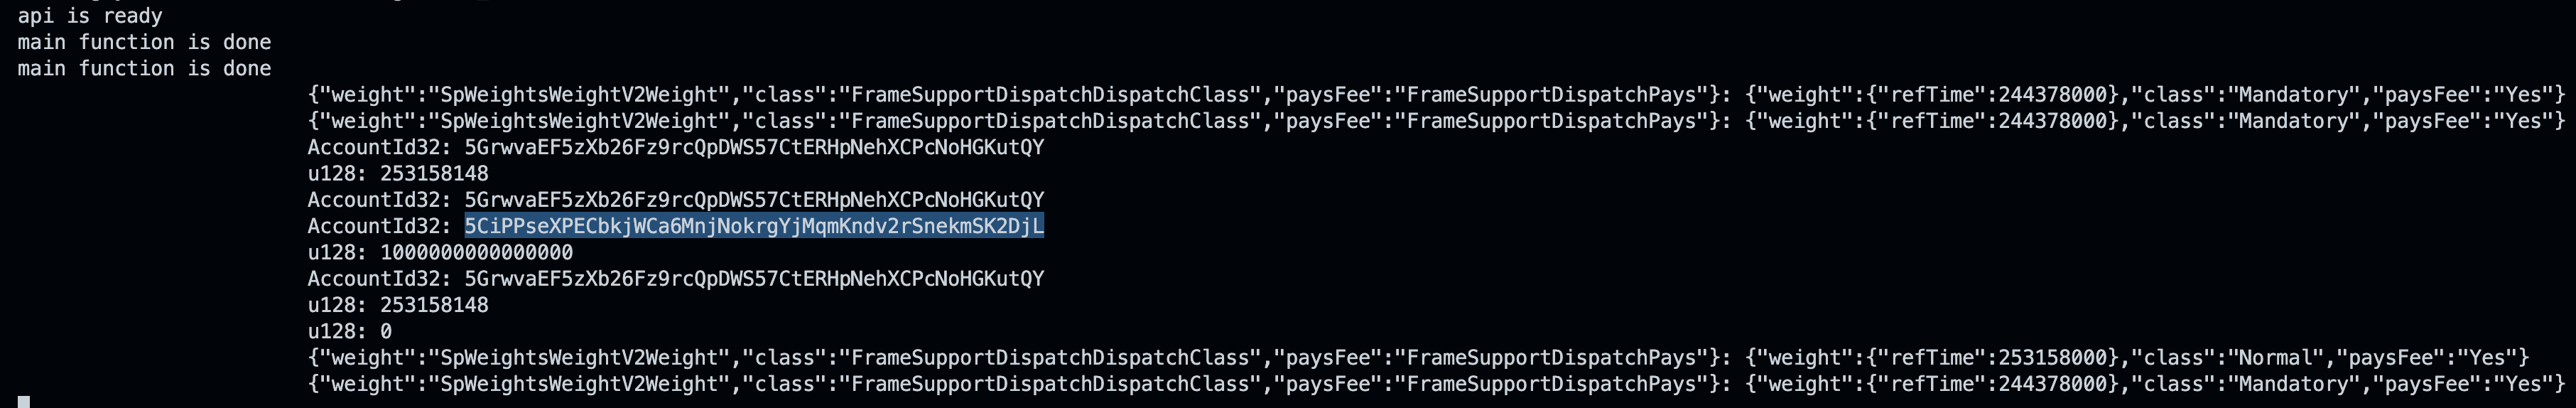 api is ready
main function is done
main function is done
{"weight":"SpWeightsWeightV2Weight","class":"FrameSupportDispatchDispatchClass","paysFee":"FrameSupportDispatchPays"}: {"weight":{"refTime":244378000},"class":"Mandatory","paysFee":"Yes"}
{"weight":"SpWeightsWeightV2Weight","class":"FrameSupportDispatchDispatchClass","paysFee":"FrameSupportDispatchPays"}: {"weight":{"refTime":244378000},"class":"Mandatory","paysFee":"Yes"}
AccountId32: 5GrwvaEF5zXb26Fz9rcQpDWS57CtERHpNehXCPcNoHGKutQY
u128: 253158148
AccountId32: 5GrwvaEF5zXb26Fz9rcQpDWS57CtERHpNehXCPcNoHGKutQY
AccountId32: 5CiPPseXPECbkjWCa6MnjNokrgYjMqmKndv2rSnekmSK2DjL
u128: 1000000000000000
AccountId32: 5GrwvaEF5zXb26Fz9rcQpDWS57CtERHpNehXCPcNoHGKutQY
u128: 253158148
u128: 0
{"weight":"SpWeightsWeightV2Weight","class":"FrameSupportDispatchDispatchClass","paysFee":"FrameSupportDispatchPays"}: {"weight":{"refTime":253158000},"class":"Normal","paysFee":"Yes"}
{"weight":"SpWeightsWeightV2Weight","class":"FrameSupportDispatchDispatchClass","paysFee":"FrameSupportDispatchPays"}: {"weight":{"refTime":244378000},"class":"Mandatory","paysFee":"Yes"}